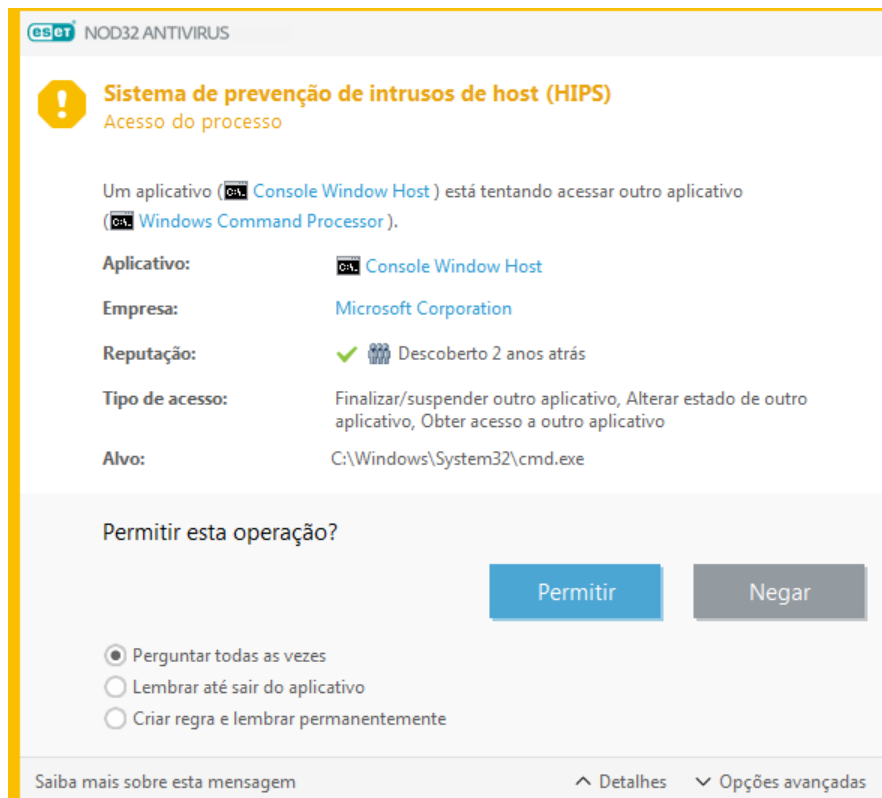 eset NOD32 ANTIVIRUS
Sistema de prevenção de intrusos de host (HIPS)
Acesso do processo
Um aplicativo ( C:\. Console Window Host ) está tentando acessar outro aplicativo
( C:\. Windows Command Processor ).
Aplicativo: C:\. Console Window Host
Empresa: Microsoft Corporation
Reputação: Descoberto 2 anos atrás
Tipo de acesso: Finalizar/suspender outro aplicativo, Alterar estado de outro
aplicativo, Obter acesso a outro aplicativo
Alvo: C:\Windows\System32\cmd.exe
Permitir esta operação?
Permitir Negar
Perguntar todas as vezes
Lembrar até sair do aplicativo
Criar regra e lembrar permanentemente
Saiba mais sobre esta mensagem Detalhes Opções avançadas